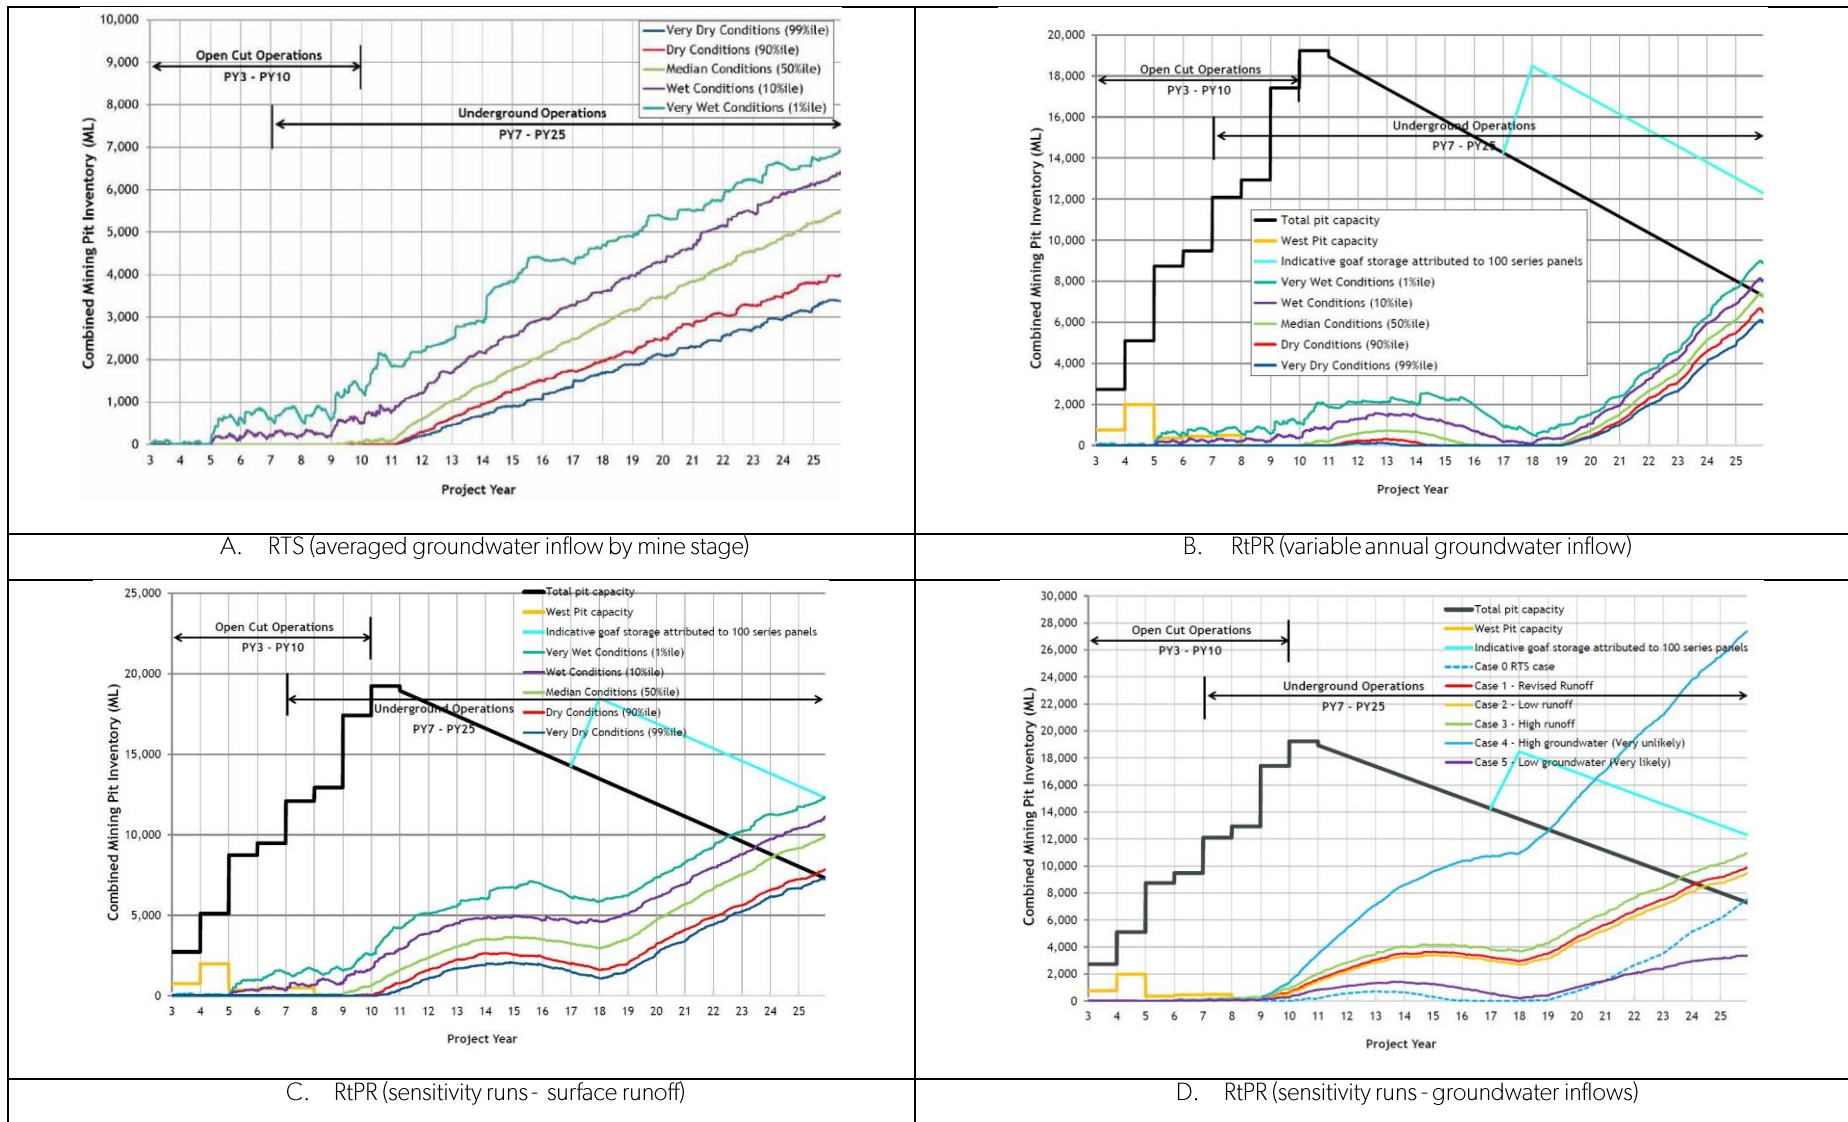 10,000
9,000
8,000
7,000
6,000
5,000
4,000
3,000
2,000
1,000
0
Combined Mining Pit Inventory (ML)
Open Cut Operations
PY3 - PY10
Underground Operations
PY7 - PY25
Very Dry Conditions (99%ile)
Dry Conditions (90%ile)
Median Conditions (50%ile)
Wet Conditions (10%ile)
Very Wet Conditions (1%ile)
3 4 5 6 7 8 9 10 11 12 13 14 15 16 17 18 19 20 21 22 23 24 25
Project Year
A. RTS (averaged groundwater inflow by mine stage)
20,000
18,000
16,000
14,000
12,000
10,000
8,000
6,000
4,000
2,000
0
Combined Mining Pit Inventory (ML)
Open Cut Operations
PY3 - PY10
Underground Operations
PY7 - PY25
Total pit capacity
West Pit capacity
Indicative goaf storage attributed to 100 series panels
Very Wet Conditions (1%ile)
Wet Conditions (10%ile)
Median Conditions (50%ile)
Dry Conditions (90%ile)
Very Dry Conditions (99%ile)
3 4 5 6 7 8 9 10 11 12 13 14 15 16 17 18 19 20 21 22 23 24 25
Project Year
B. RtPR (variable annual groundwater inflow)
25,000
20,000
15,000
10,000
5,000
0
Combined Mining Pit Inventory (ML)
Open Cut Operations
PY3 - PY10
Underground Operations
PY7 - PY25
Total pit capacity
West Pit capacity
Indicative goaf storage attributed to 100 series panels
Very Wet Conditions (1%ile)
Wet Conditions (10%ile)
Median Conditions (50%ile)
Dry Conditions (90%ile)
Very Dry Conditions (99%ile)
3 4 5 6 7 8 9 10 11 12 13 14 15 16 17 18 19 20 21 22 23 24 25
Project Year
C. RtPR (sensitivity runs - surface runoff)
30,000
28,000
26,000
24,000
22,000
20,000
18,000
16,000
14,000
12,000
10,000
8,000
6,000
4,000
2,000
0
Combined Mining Pit Inventory (ML)
Open Cut Operations
PY3 - PY10
Underground Operations
PY7 - PY25
Total pit capacity
West Pit capacity
Indicative goaf storage attributed to 100 series panels
Case 0 RTS case
Case 1 - Revised Runoff
Case 2 - Low runoff
Case 3 - High runoff
Case 4 - High groundwater (Very unlikely)
Case 5 - Low groundwater (Very likely)
3 4 5 6 7 8 9 10 11 12 13 14 15 16 17 18 19 20 21 22 23 24 25
Project Year
D. RtPR (sensitivity runs - groundwater inflows)